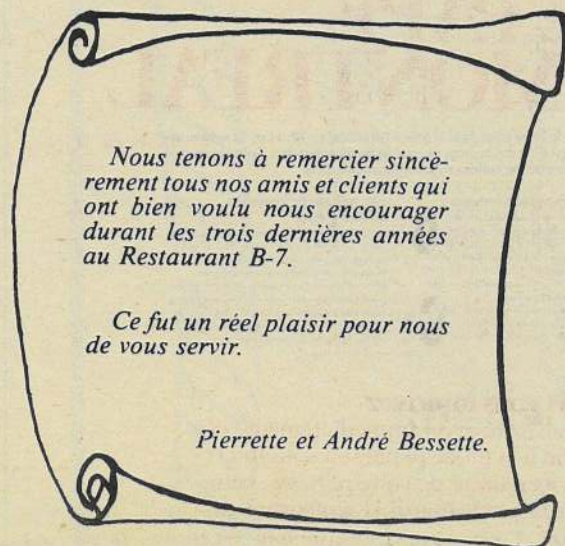 Nous tenons à remercier sincè-
rement tous nos amis et clients qui
ont bien voulu nous encourager
durant les trois dernières années
au Restaurant B-7.
Ce fut un réel plaisir pour nous
de vous servir.
Pierrette et André Bessette.